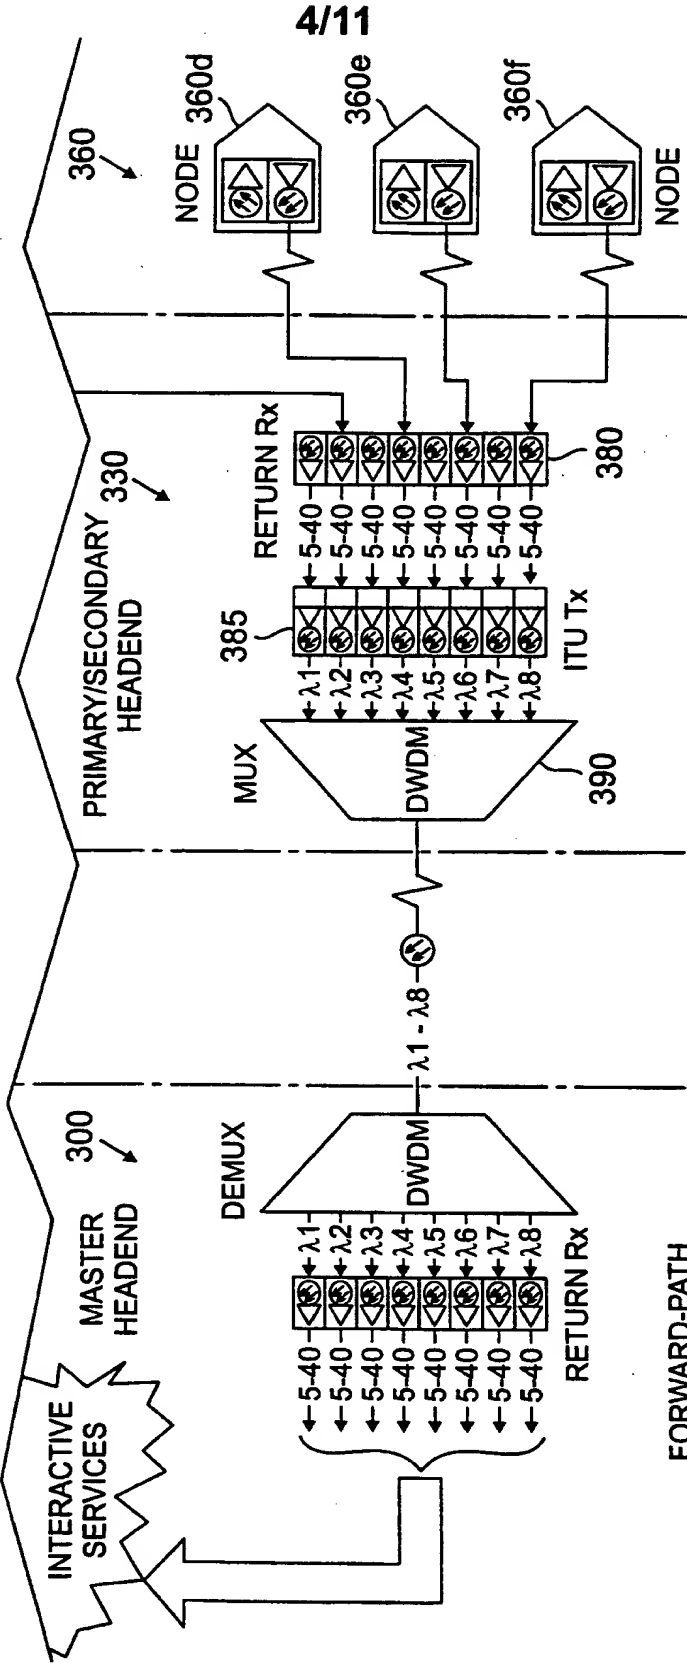 4/11
INTERACTIVE
SERVICES
MASTER
HEADEND
300
PRIMARY/SECONDARY
HEADEND
330
360
DEMUX
DWDM
λ1 - λ8
MUX
DWDM
390
385
ITU Tx
RETURN Rx
380
NODE
360d
360e
360f
NODE
5-40 λ1 λ1 5-40
5-40 λ2 λ2 5-40
5-40 λ3 λ3 5-40
5-40 λ4 λ4 5-40
5-40 λ5 λ5 5-40
5-40 λ6 λ6 5-40
5-40 λ7 λ7 5-40
5-40 λ8 λ8 5-40
RETURN Rx
FORWARD-PATH